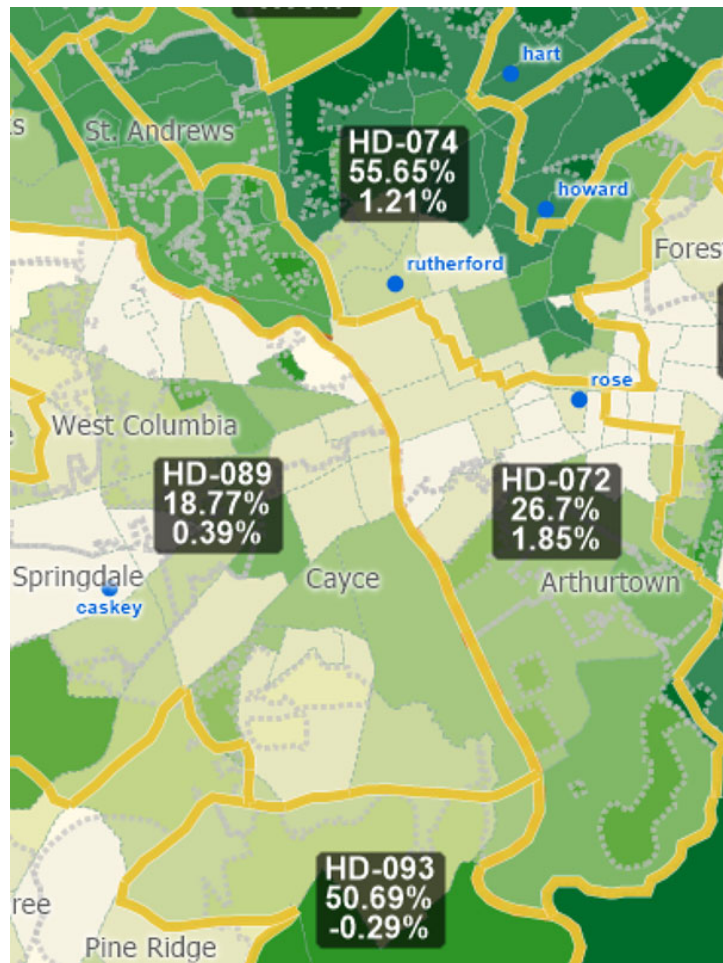 hart
St. Andrews
HD-074
55.65%
1.21%
howard
Fores
rutherford
rose
West Columbia
HD-089
18.77%
0.39%
HD-072
26.7%
1.85%
Springdale
caskey
Cayce
Arthurtown
HD-093
50.69%
-0.29%
ree
Pine Ridge